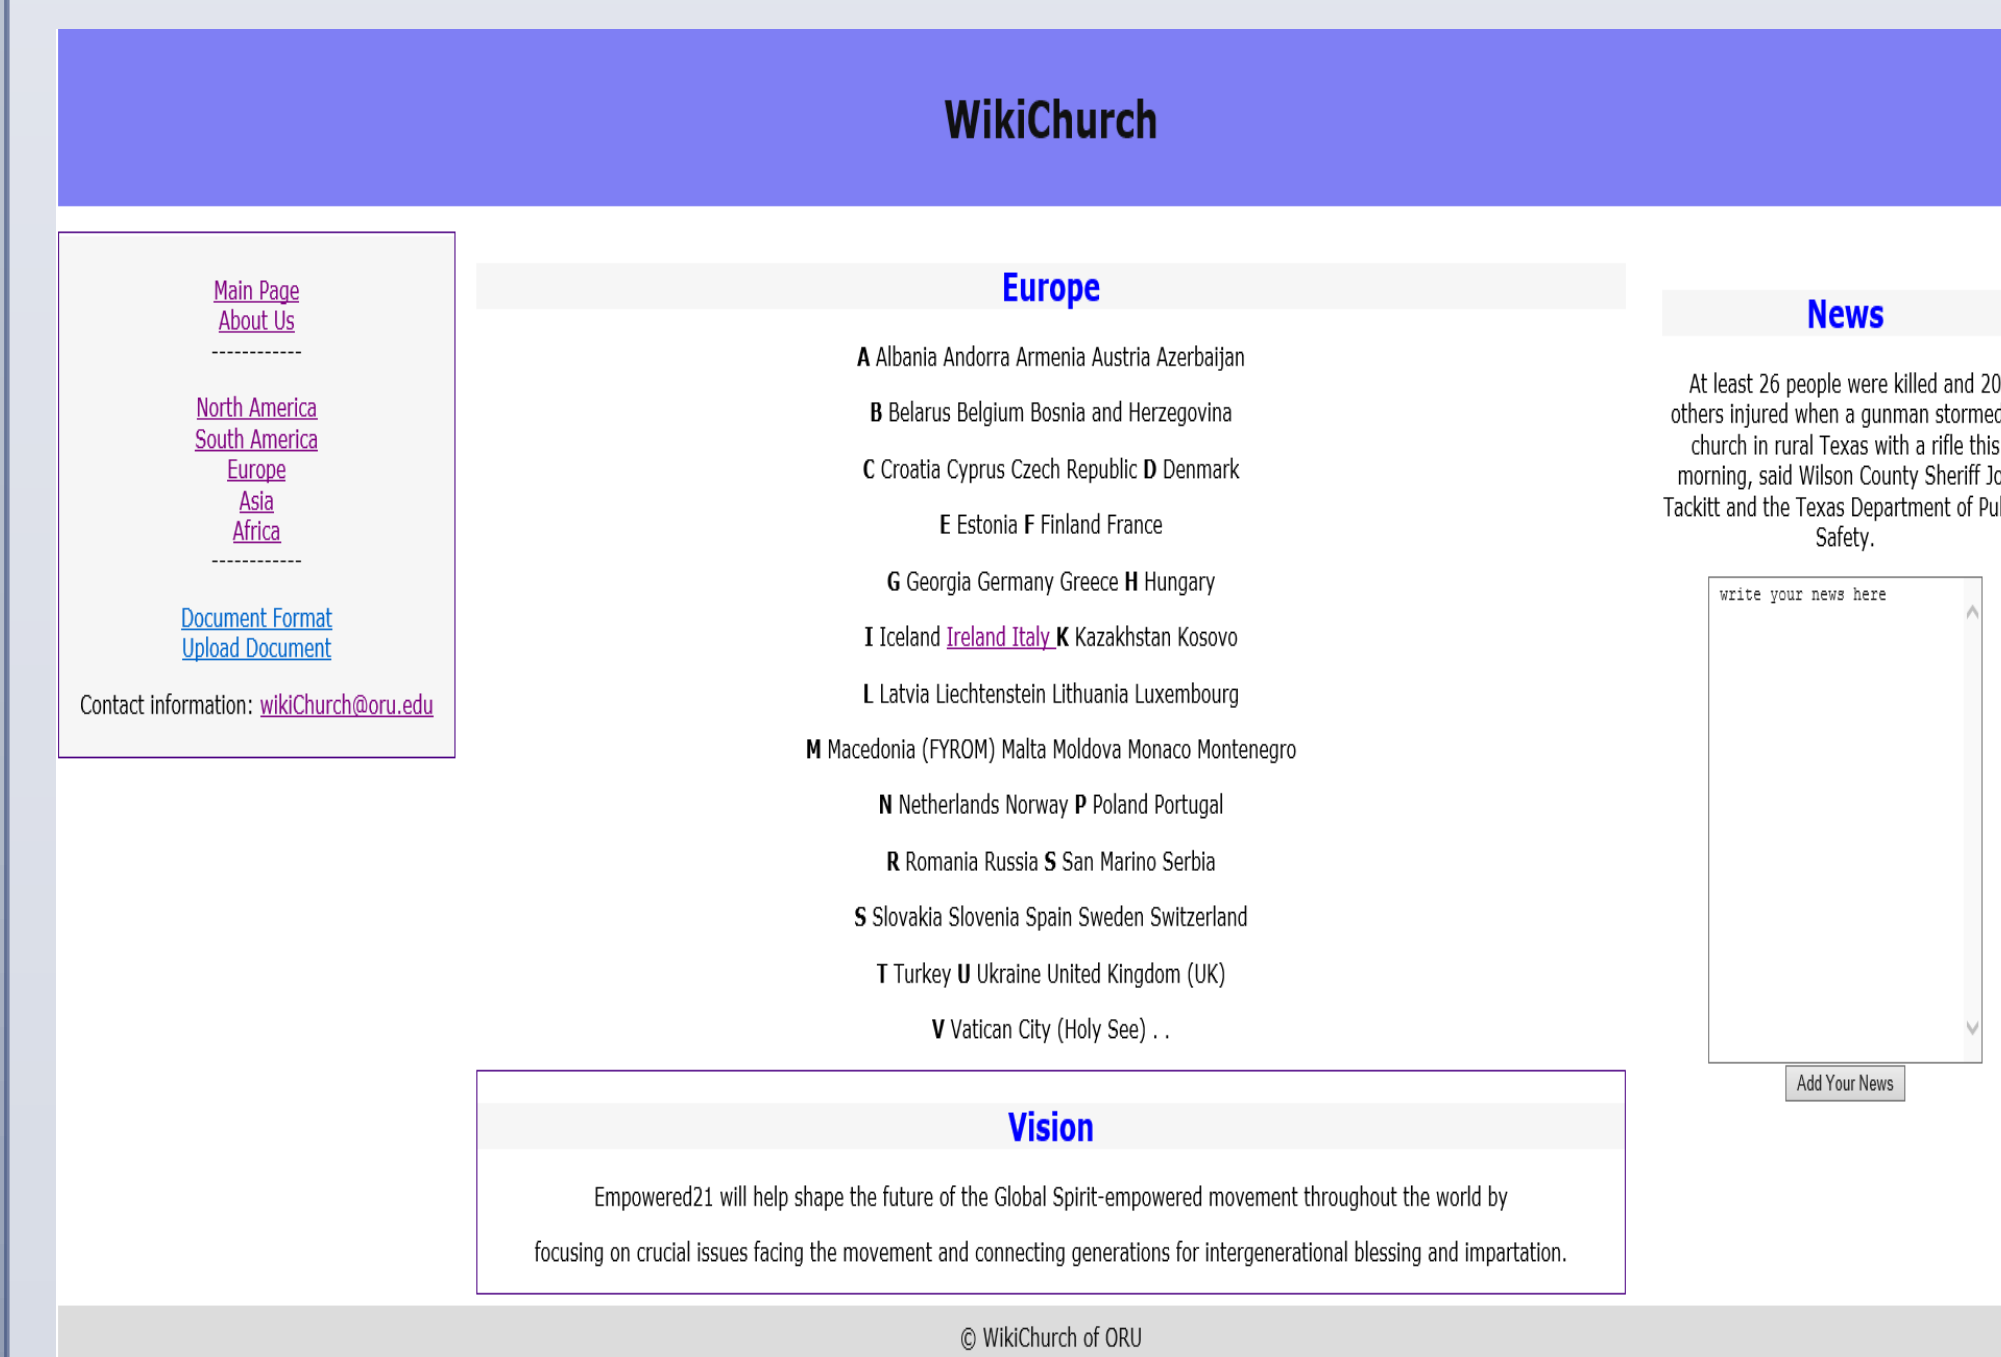 WikiChurch
Main Page
About Us
------------
North America
South America
Europe
Asia
Africa
------------
Document Format
Upload Document
Contact information: wikiChurch@oru.edu
Europe
A Albania Andorra Armenia Austria Azerbaijan
B Belarus Belgium Bosnia and Herzegovina
C Croatia Cyprus Czech Republic D Denmark
E Estonia F Finland France
G Georgia Germany Greece H Hungary
I Iceland Ireland Italy K Kazakhstan Kosovo
L Latvia Liechtenstein Lithuania Luxembourg
M Macedonia (FYROM) Malta Moldova Monaco Montenegro
N Netherlands Norway P Poland Portugal
R Romania Russia S San Marino Serbia
S Slovakia Slovenia Spain Sweden Switzerland
T Turkey U Ukraine United Kingdom (UK)
V Vatican City (Holy See) . .
Vision
Empowered21 will help shape the future of the Global Spirit-empowered movement throughout the world by
focusing on crucial issues facing the movement and connecting generations for intergenerational blessing and impartation.
News
At least 26 people were killed and 20
others injured when a gunman stormed
church in rural Texas with a rifle this
morning, said Wilson County Sheriff
Tackitt and the Texas Department of
Safety.
write your news here
Add Your News
© WikiChurch of ORU